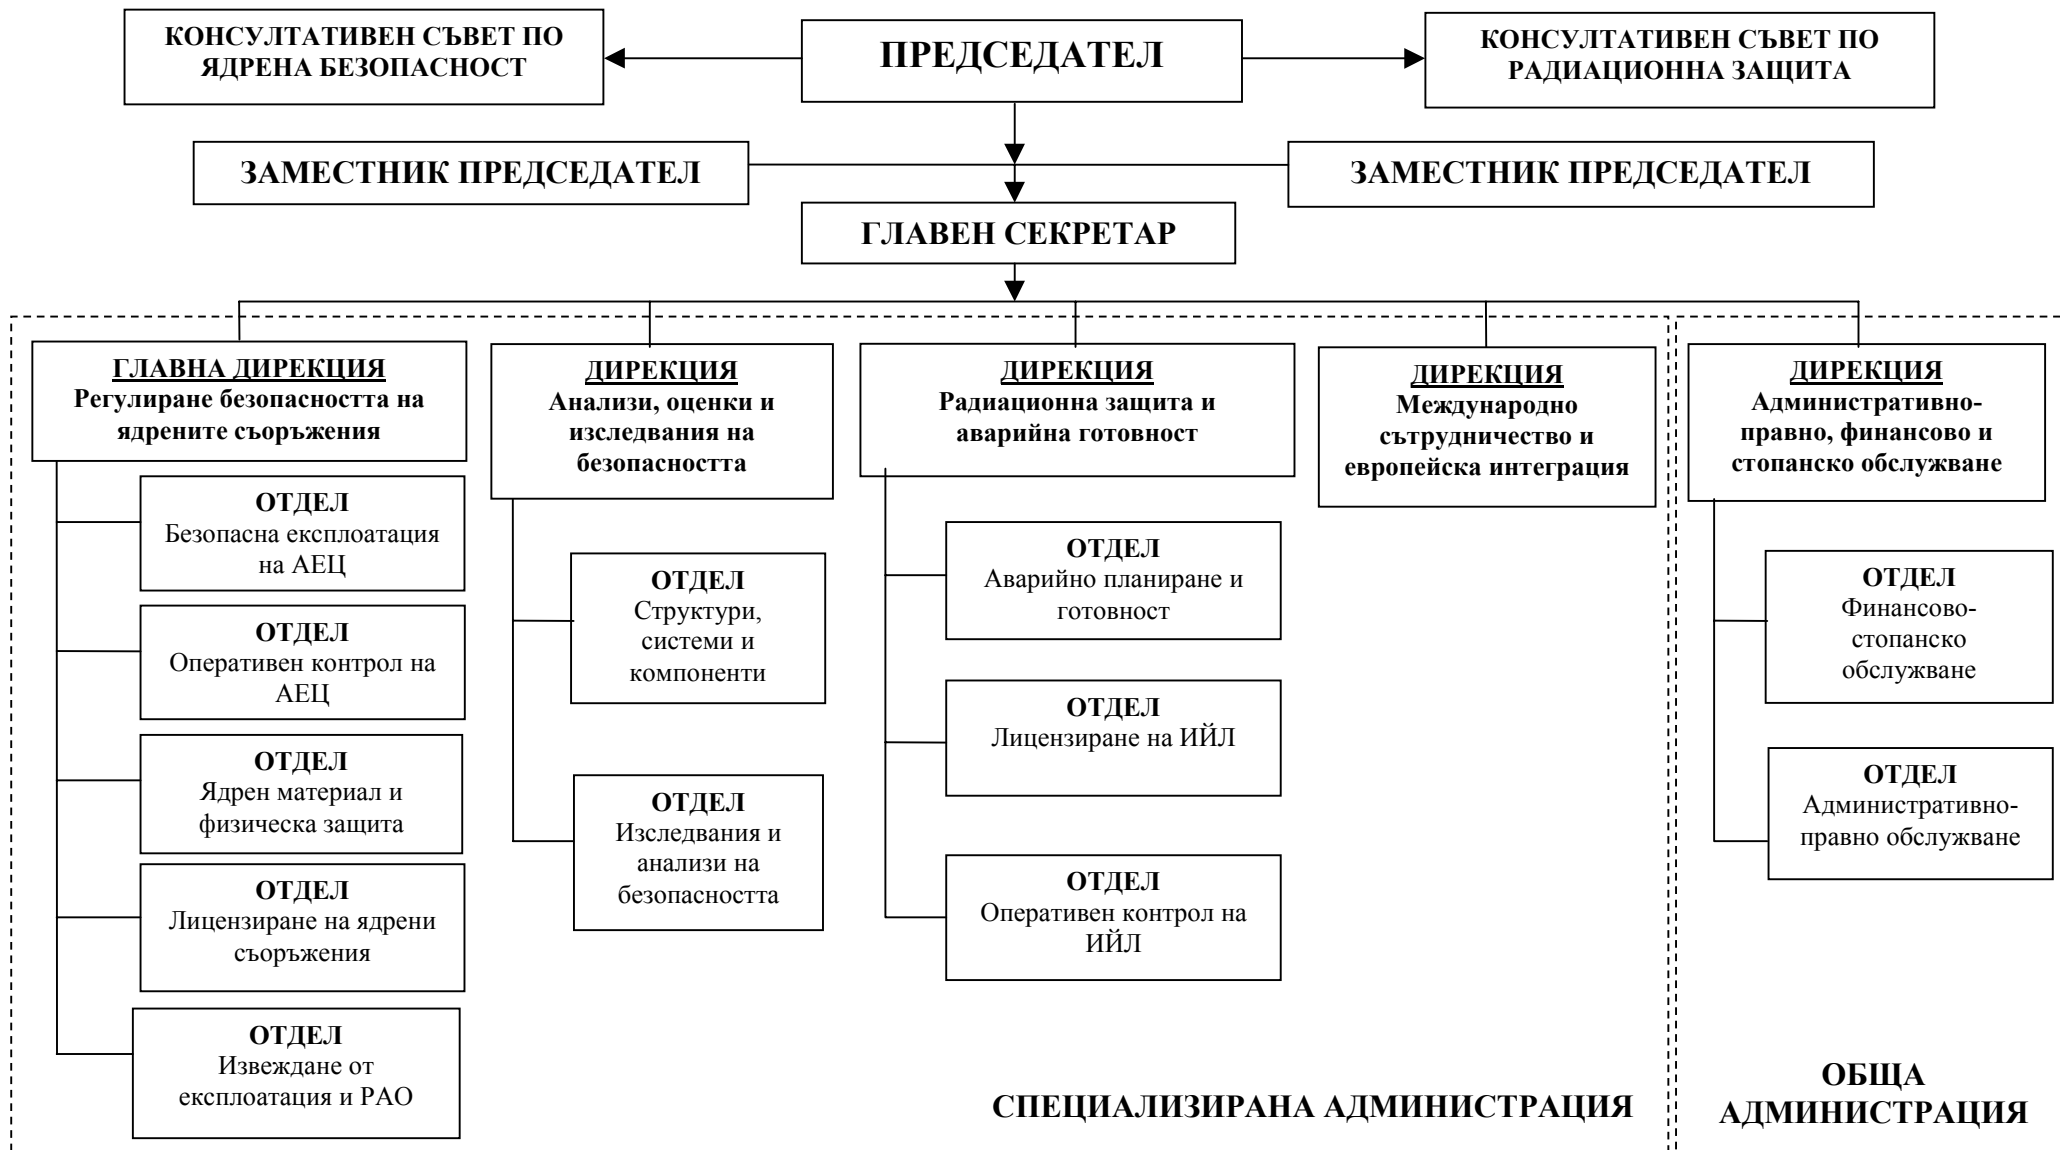 КОНСУЛТАТИВЕН СЪВЕТ ПО
ЯДРЕНА БЕЗОПАСНОСТ
ПРЕДСЕДАТЕЛ
КОНСУЛТАТИВЕН СЪВЕТ ПО
РАДИАЦИОННА ЗАЩИТА
ЗАМЕСТНИК ПРЕДСЕДАТЕЛ
ЗАМЕСТНИК ПРЕДСЕДАТЕЛ
ГЛАВЕН СЕКРЕТАР
ГЛАВНА ДИРЕКЦИЯ
Регулиране безопасността на
ядрените съоръжения
ОТДЕЛ
Безопасна експлоатация
на АЕЦ
ОТДЕЛ
Оперативен контрол на
АЕЦ
ОТДЕЛ
Ядрен материал и
физическа защита
ОТДЕЛ
Лицензиране на ядрени
съоръжения
ОТДЕЛ
Извеждане от
експлоатация и РАО
ДИРЕКЦИЯ
Анализи, оценки и
изследвания на
безопасността
ОТДЕЛ
Структури,
системи и
компоненти
ОТДЕЛ
Изследвания и
анализи на
безопасността
ДИРЕКЦИЯ
Радиационна защита и
аварийна готовност
ОТДЕЛ
Аварийно планиране и
готовност
ОТДЕЛ
Лицензиране на ИЙЛ
ОТДЕЛ
Оперативен контрол на
ИЙЛ
ДИРЕКЦИЯ
Международно
сътрудничество и
европейска интеграция
СПЕЦИАЛИЗИРАНА АДМИНИСТРАЦИЯ
ДИРЕКЦИЯ
Административно-
правно, финансово и
стопанско обслужване
ОТДЕЛ
Финансово-
стопанско
обслужване
ОТДЕЛ
Административно-
правно обслужване
ОБЩА
АДМИНИСТРАЦИЯ